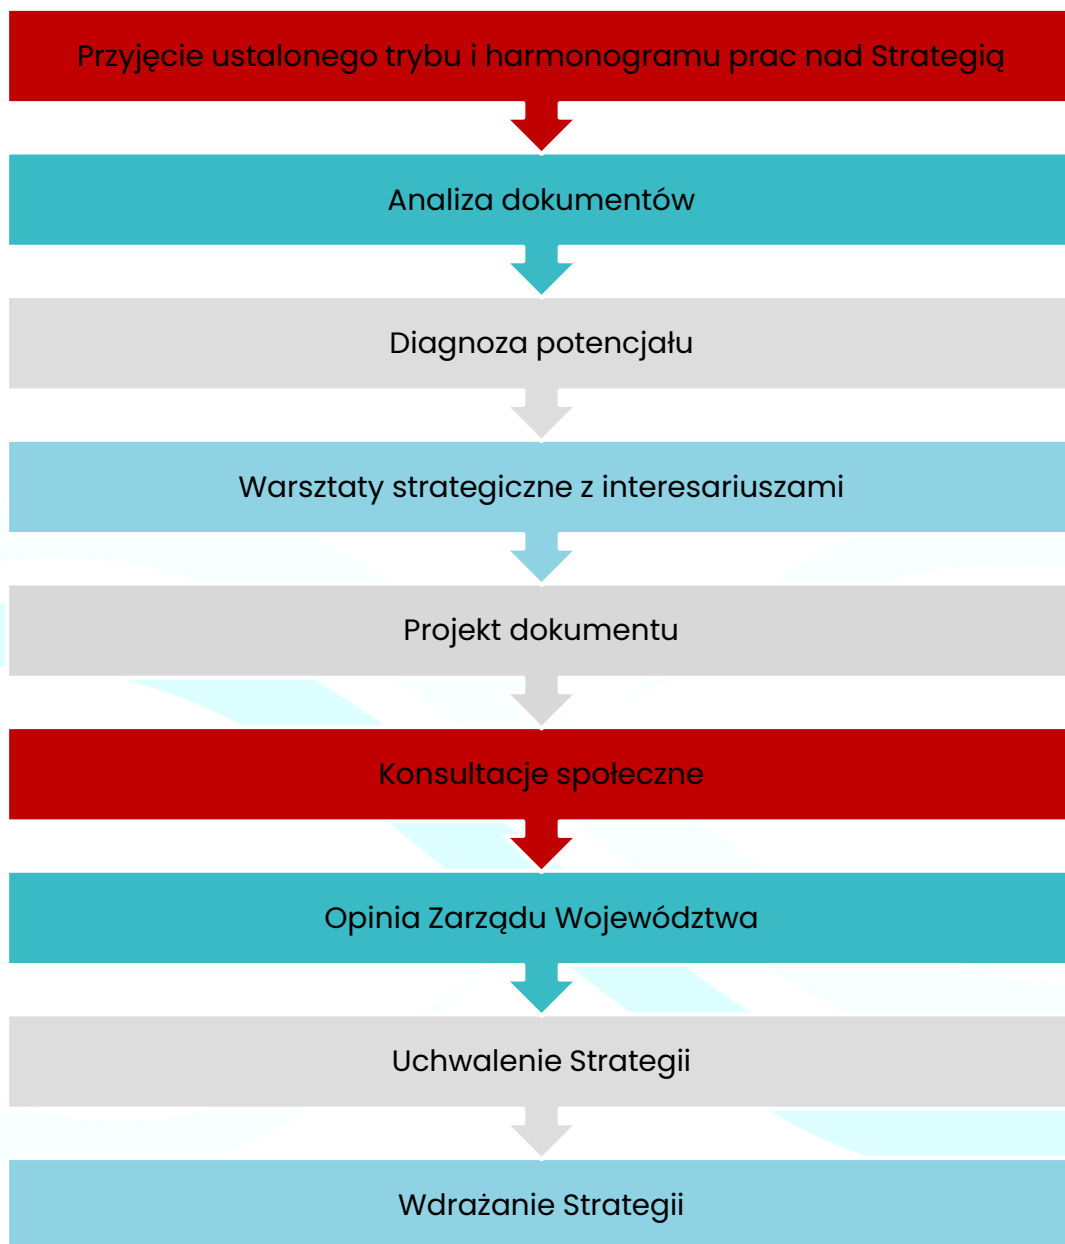 Przyjęcie ustalonego trybu i harmonogramu prac nad Strategią
Analiza dokumentów
Diagnoza potencjału
Warsztaty strategiczne z interesariuszami
Projekt dokumentu
Konsultacje społeczne
Opinia Zarządu Województwa
Uchwalenie Strategii
Wdrażanie Strategii